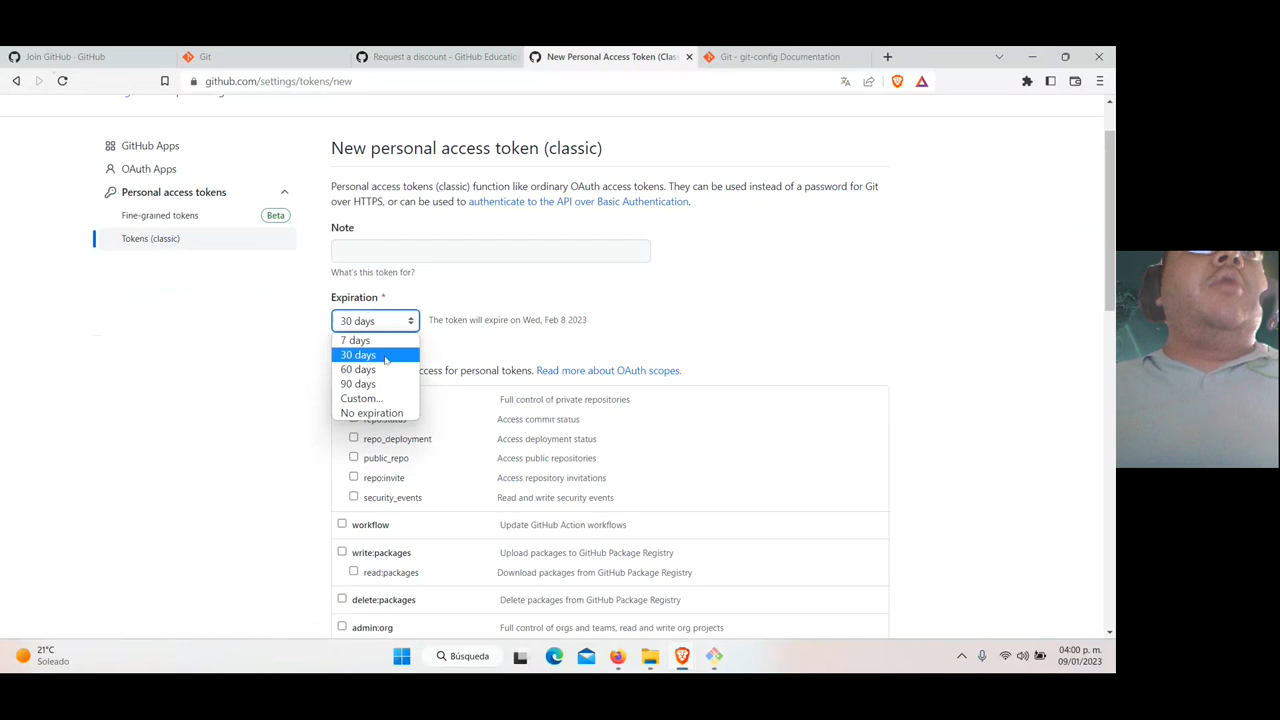 Join GitHub · GitHub
Git
Request a discount - GitHub Educatio
New Personal Access Token (Class
Git - git-config Documentation
github.com/settings/tokens/new
GitHub Apps
OAuth Apps
Personal access tokens
Fine-grained tokens
Beta
Tokens (classic)
New personal access token (classic)
Personal access tokens (classic) function like ordinary OAuth access tokens. They can be used instead of a password for Git
over HTTPS, or can be used to authenticate to the API over Basic Authentication.
Note
What's this token for?
Expiration *
30 days
The token will expire on Wed, Feb 8 2023
7 days
30 days
60 days
90 days
Custom...
No expiration
ccess for personal tokens. Read more about OAuth scopes.
Full control of private repositories
repo:status Access commit status
repo_deployment Access deployment status
public_repo Access public repositories
repo:invite Access repository invitations
security_events Read and write security events
workflow Update GitHub Action workflows
write:packages Upload packages to GitHub Package Registry
read:packages Download packages from GitHub Package Registry
delete:packages Delete packages from GitHub Package Registry
admin:org Full control of orgs and teams, read and write org projects
21°C
Soleado
Búsqueda
04:00 p. m.
09/01/2023